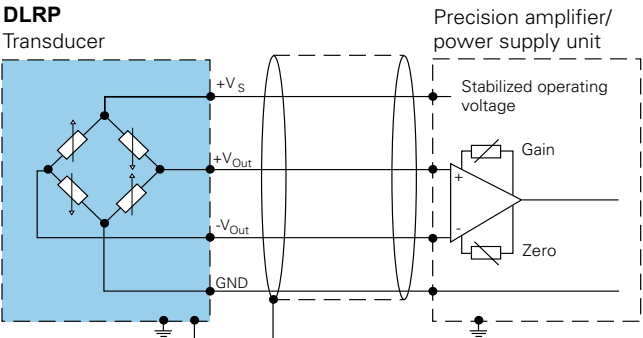 DLRP
Transducer
Precision amplifier/
power supply unit
+VS
Stabilized operating
voltage
+VOut
Gain
+
-
-VOut
Zero
GND